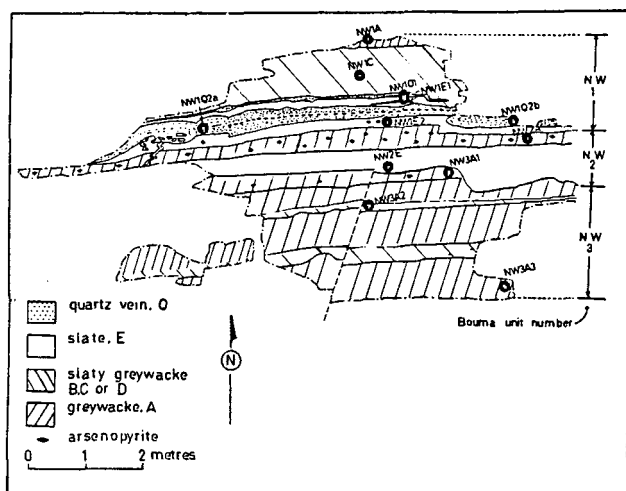 NW1A
NW1C
NW1Q1
NW1E1
NW1Q2a
NW1Q2b
NW1E2
NW2E
NW3A1
NW3A2
NW3A3
NW
1
NW
2
NW
3
Bouma unit number
quartz vein, Q
slate, E
slaty greywacke
B,C or D
greywacke, A
arsenopyrite
0 1 2 metres
N